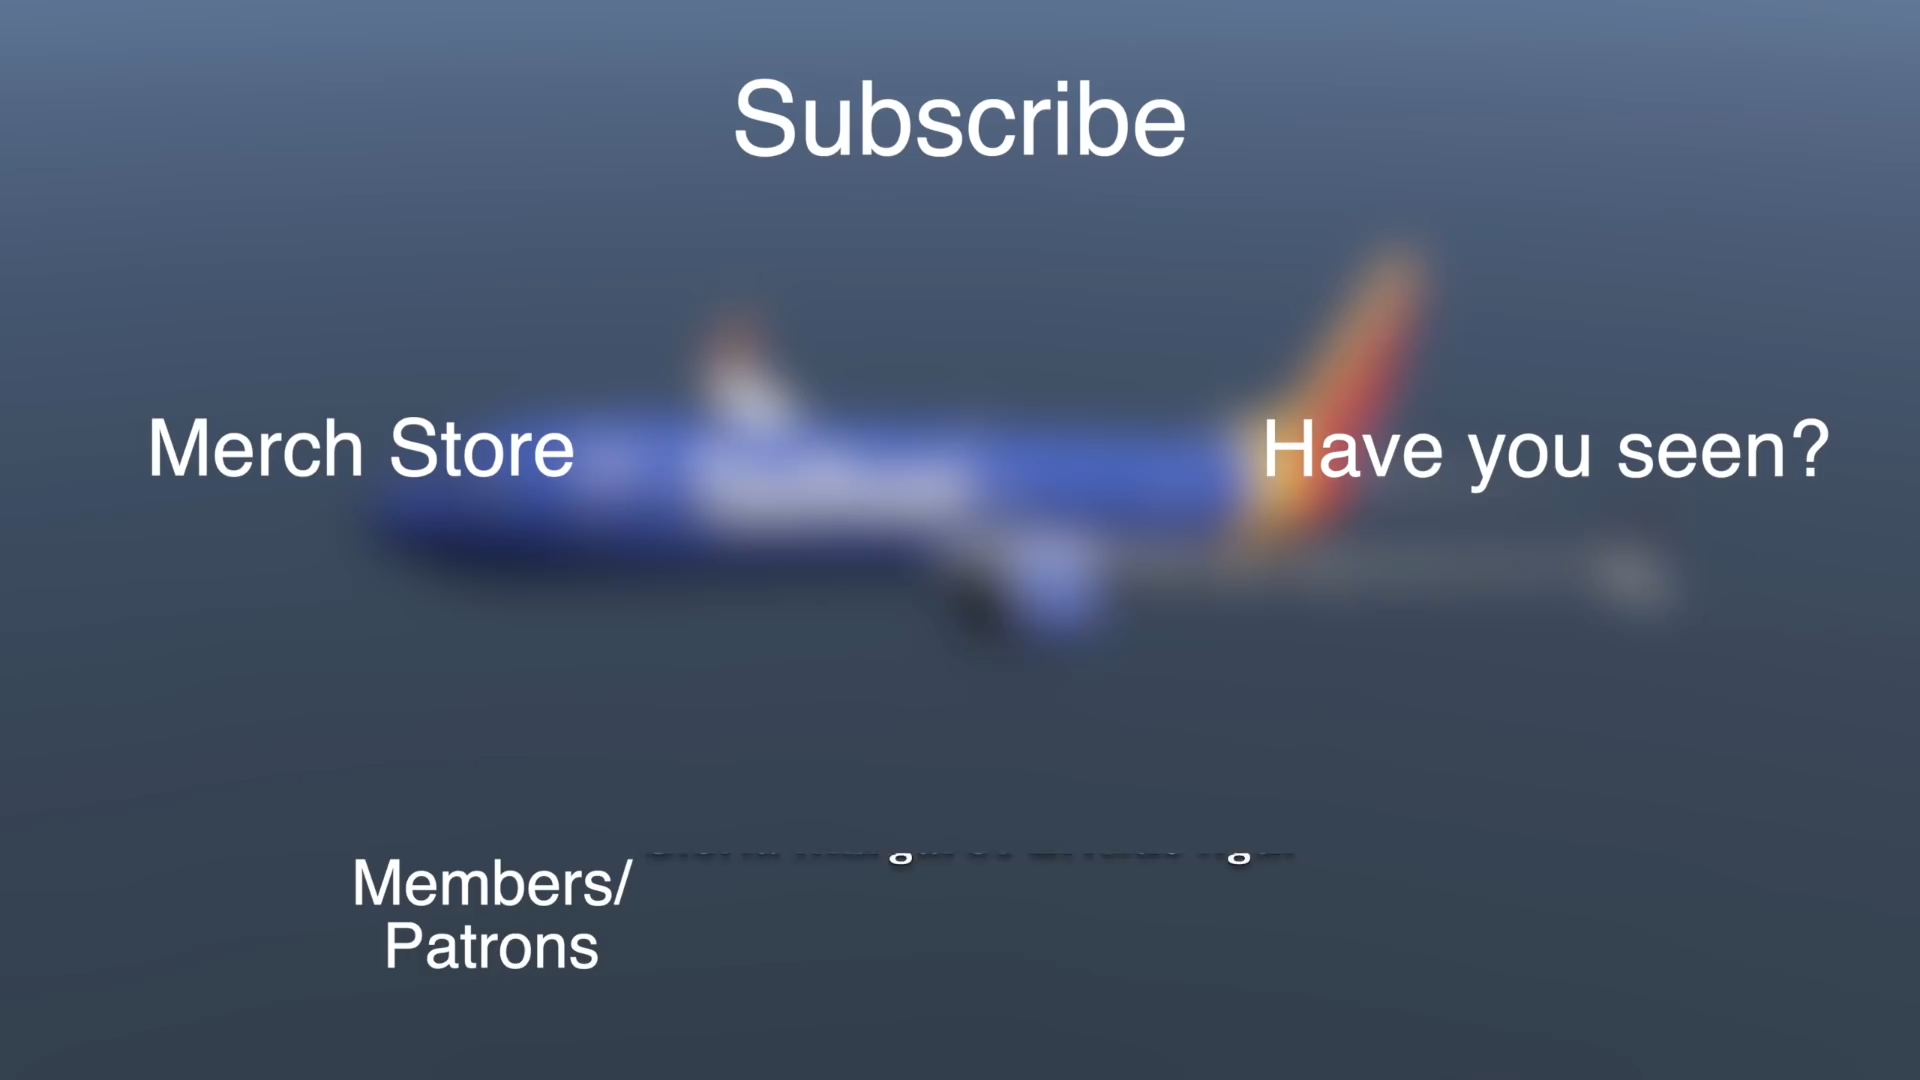 Subscribe
Merch Store
Have you seen?
Members/
Patrons